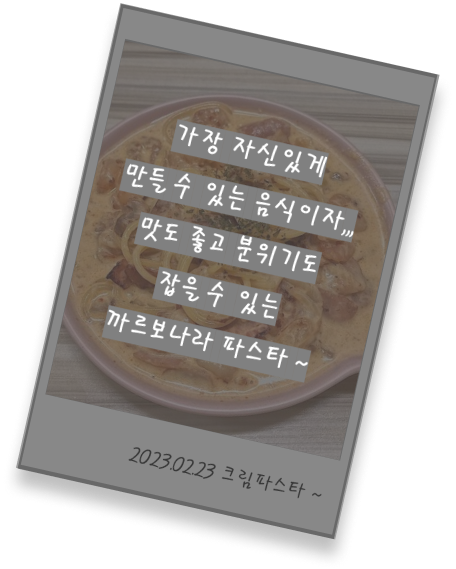 가장 자신있게
만들 수 있는 음식이자,,,
맛도 좋고 분위기도
잡을 수 있는
까르보나라 파스타 ~
2023.02.23 크림파스타 ~